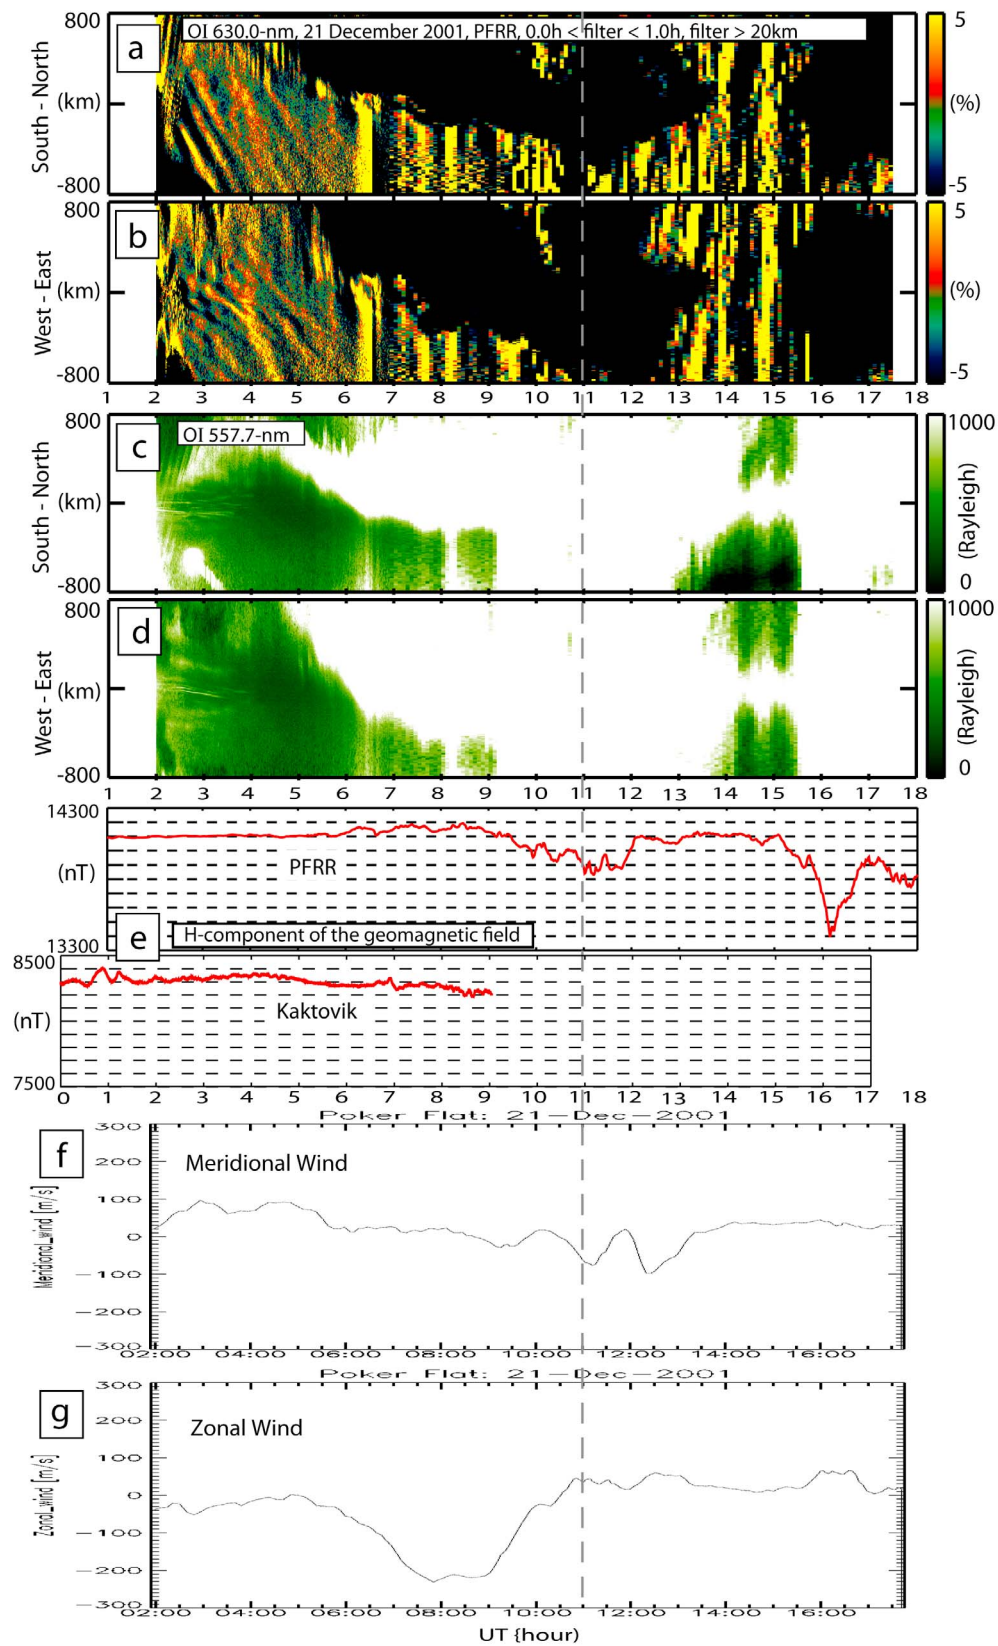 800
a
OI 630.0-nm, 21 December 2001, PFRR, 0.0h < filter < 1.0h, filter > 20km
5
South - North
(km)
(%)
-800
-5
800
b
5
West - East
(km)
(%)
-800
-5
1 2 3 4 5 6 7 8 9 10 11 12 13 14 15 16 17 18
800
c
OI 557.7-nm
1000
South - North
(km)
(Rayleigh)
-800
0
800
d
1000
West - East
(km)
(Rayleigh)
-800
0
1 2 3 4 5 6 7 8 9 10 11 12 13 14 15 16 17 18
14300
(nT)
PFRR
13300
e
H-component of the geomagnetic field
8500
(nT)
Kaktovik
7500
0 1 2 3 4 5 6 7 8 9 10 11 12 13 14 15 16 17 18
Poker Flat: 21-Dec-2001
f
300
200
100
0
-100
-200
-300
Meridional_wind [m/s]
Meridional Wind
02:00 04:00 06:00 08:00 10:00 12:00 14:00 16:00
Poker Flat: 21-Dec-2001
g
300
200
100
0
-100
-200
-300
Zonal_wind [m/s]
Zonal Wind
02:00 04:00 06:00 08:00 10:00 12:00 14:00 16:00
UT {hour)